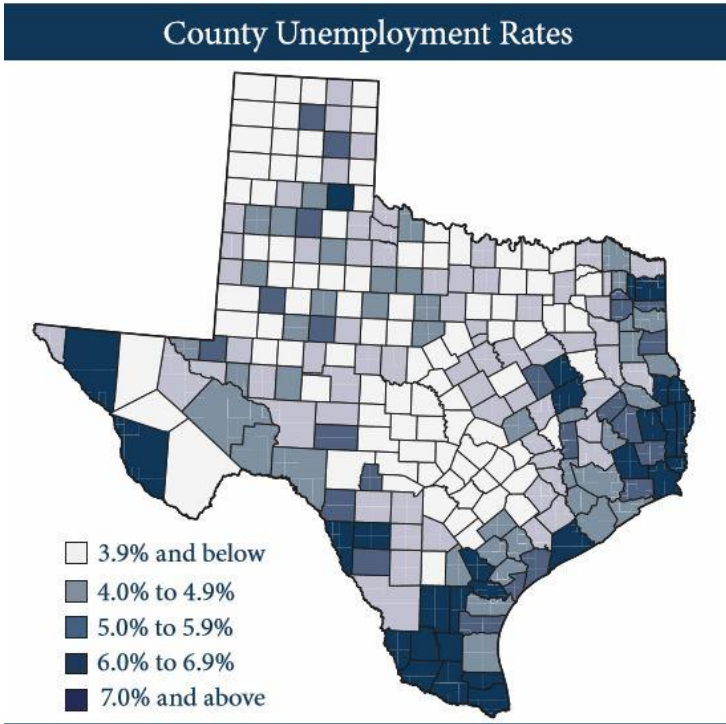 County Unemployment Rates
3.9% and below
4.0% to 4.9%
5.0% to 5.9%
6.0% to 6.9%
7.0% and above